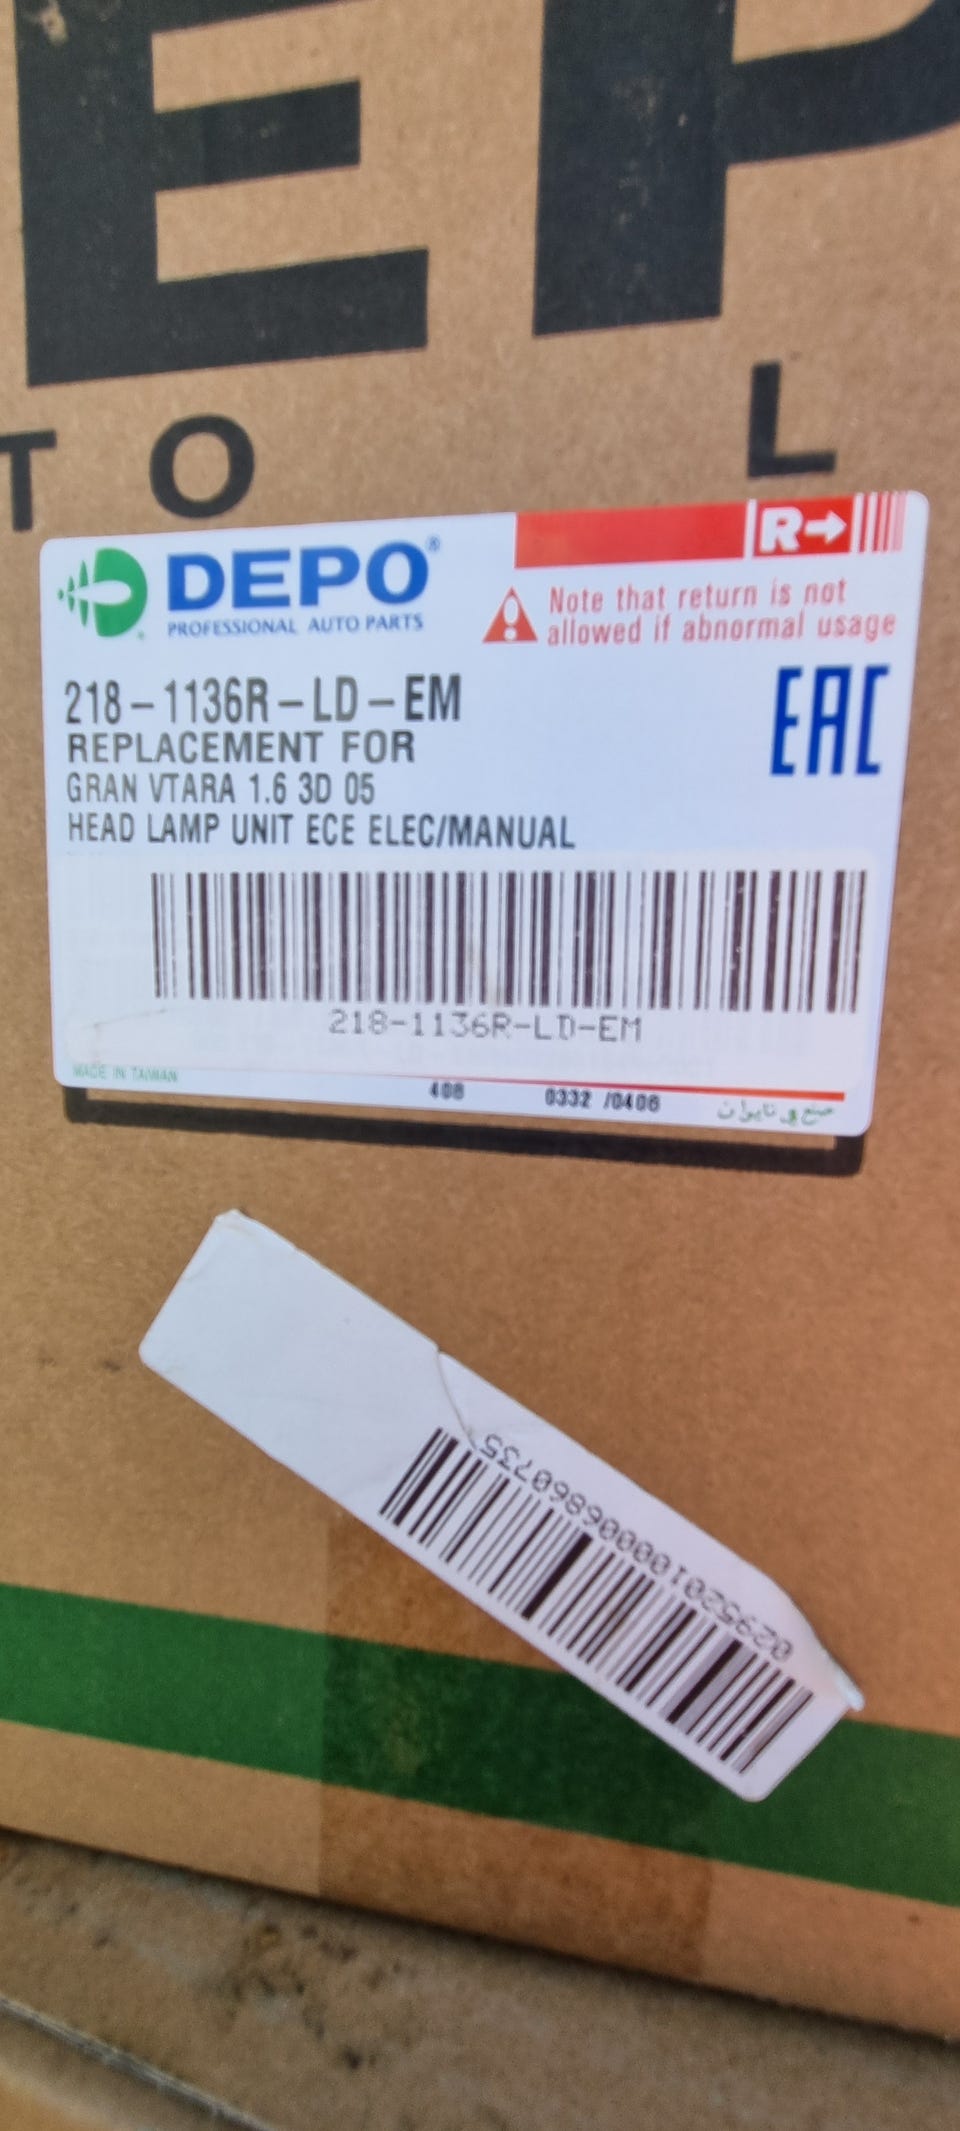 EP
TO L
DEPO®
PROFESSIONAL AUTO PARTS
R→
Note that return is not
allowed if abnormal usage
218-1136R-LD-EM
REPLACEMENT FOR
GRAN VTARA 1.6 3D 05
HEAD LAMP UNIT ECE ELEC/MANUAL
EAC
218-1136R-LD-EM
MADE IN TAIWAN
408
0332 /0406
صنع في تايوان